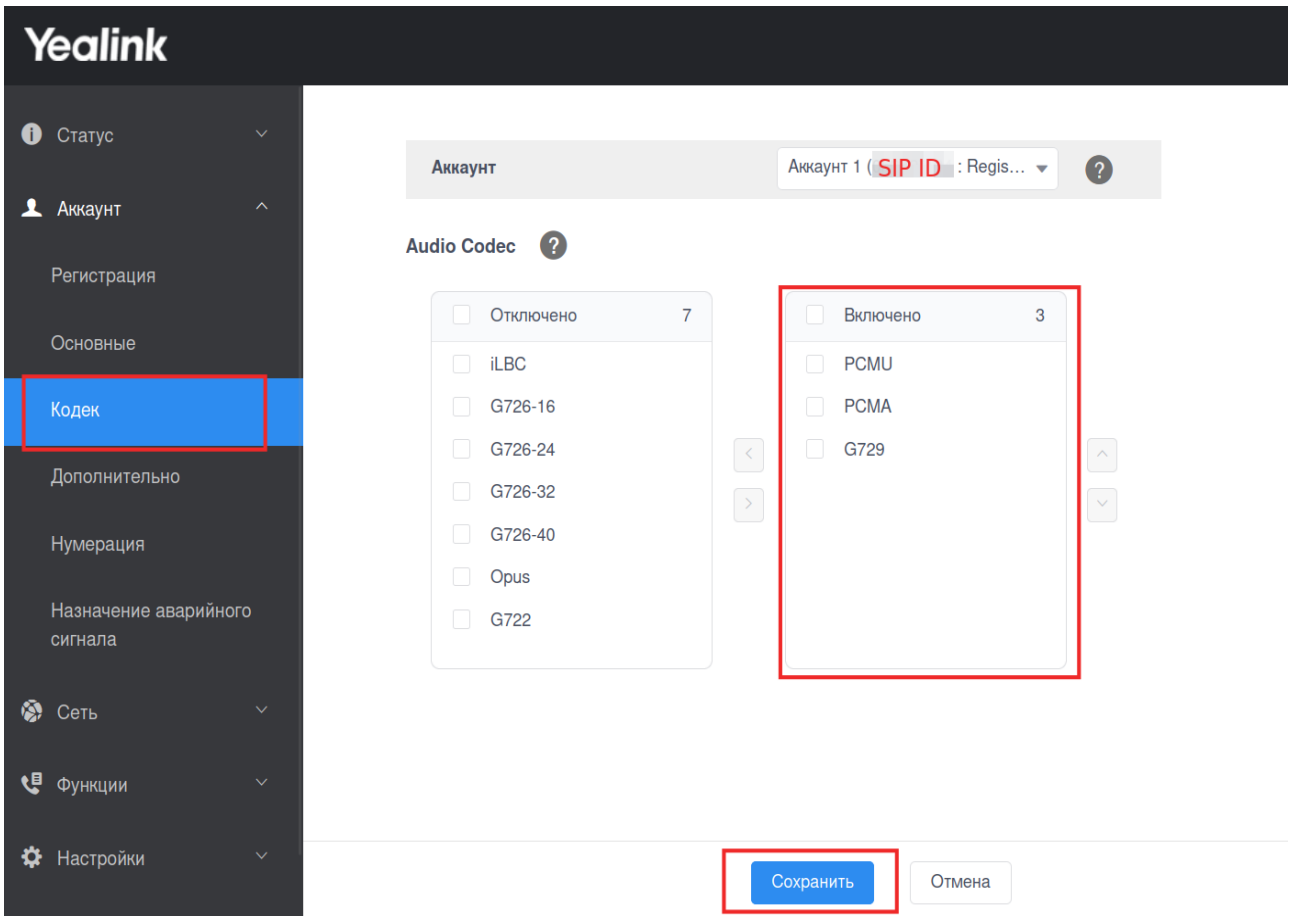 Yealink
Статус
Аккаунт
Регистрация
Основные
Кодек
Дополнительно
Нумерация
Назначение аварийного
сигнала
Сеть
Функции
Настройки
Аккаунт Аккаунт 1 ( SIP ID : Regis... ?
Audio Codec ?
Отключено 7
iLBC
G726-16
G726-24
G726-32
G726-40
Opus
G722
Включено 3
PCMU
PCMA
G729
Сохранить Отмена